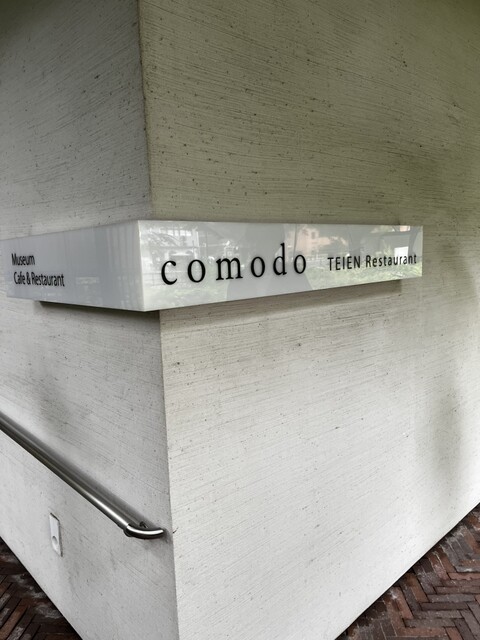 Museum
Cafe & Restaurant
comodo TEIEN Restaurant